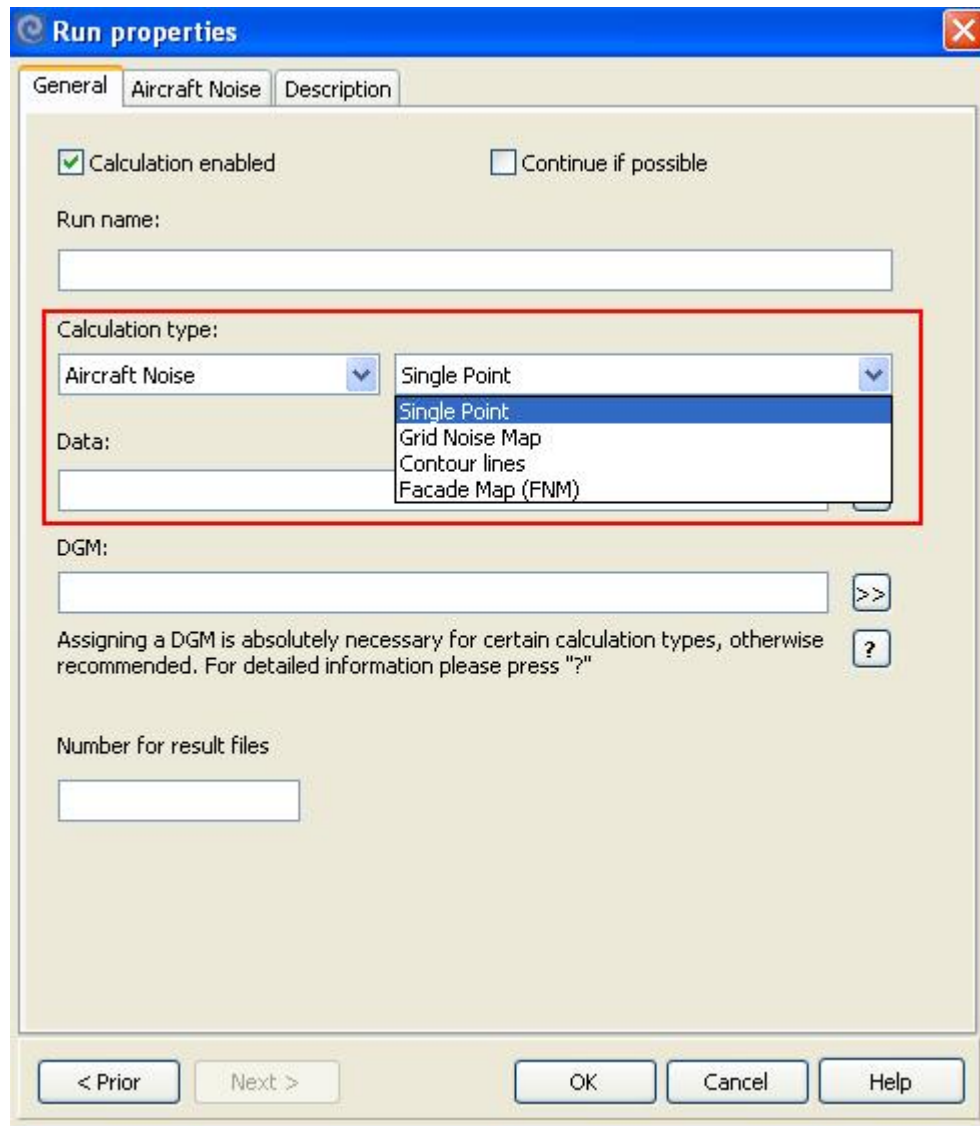 Run properties
General Aircraft Noise Description
Calculation enabled Continue if possible
Run name:
Calculation type:
Aircraft Noise Single Point
Single Point
Grid Noise Map
Data:
Contour lines
Facade Map (FNM)
DGM:
>>
Assigning a DGM is absolutely necessary for certain calculation types, otherwise
recommended. For detailed information please press "?"
?
Number for result files
< Prior Next > OK Cancel Help